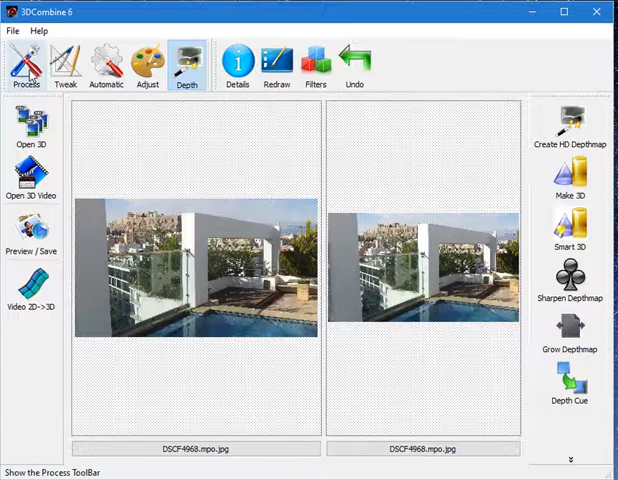 3DCombine 6
File Help
Process Tweak Automatic Adjust Depth Details Redraw Filters Undo
Open 3D
Open 3D Video
Preview / Save
Video 2D->3D
DSCF4968.mpo.jpg DSCF4968.mpo.jpg
Create HD Depthmap
Make 3D
Smart 3D
Sharpen Depthmap
Grow Depthmap
Depth Cue
Show the Process ToolBar